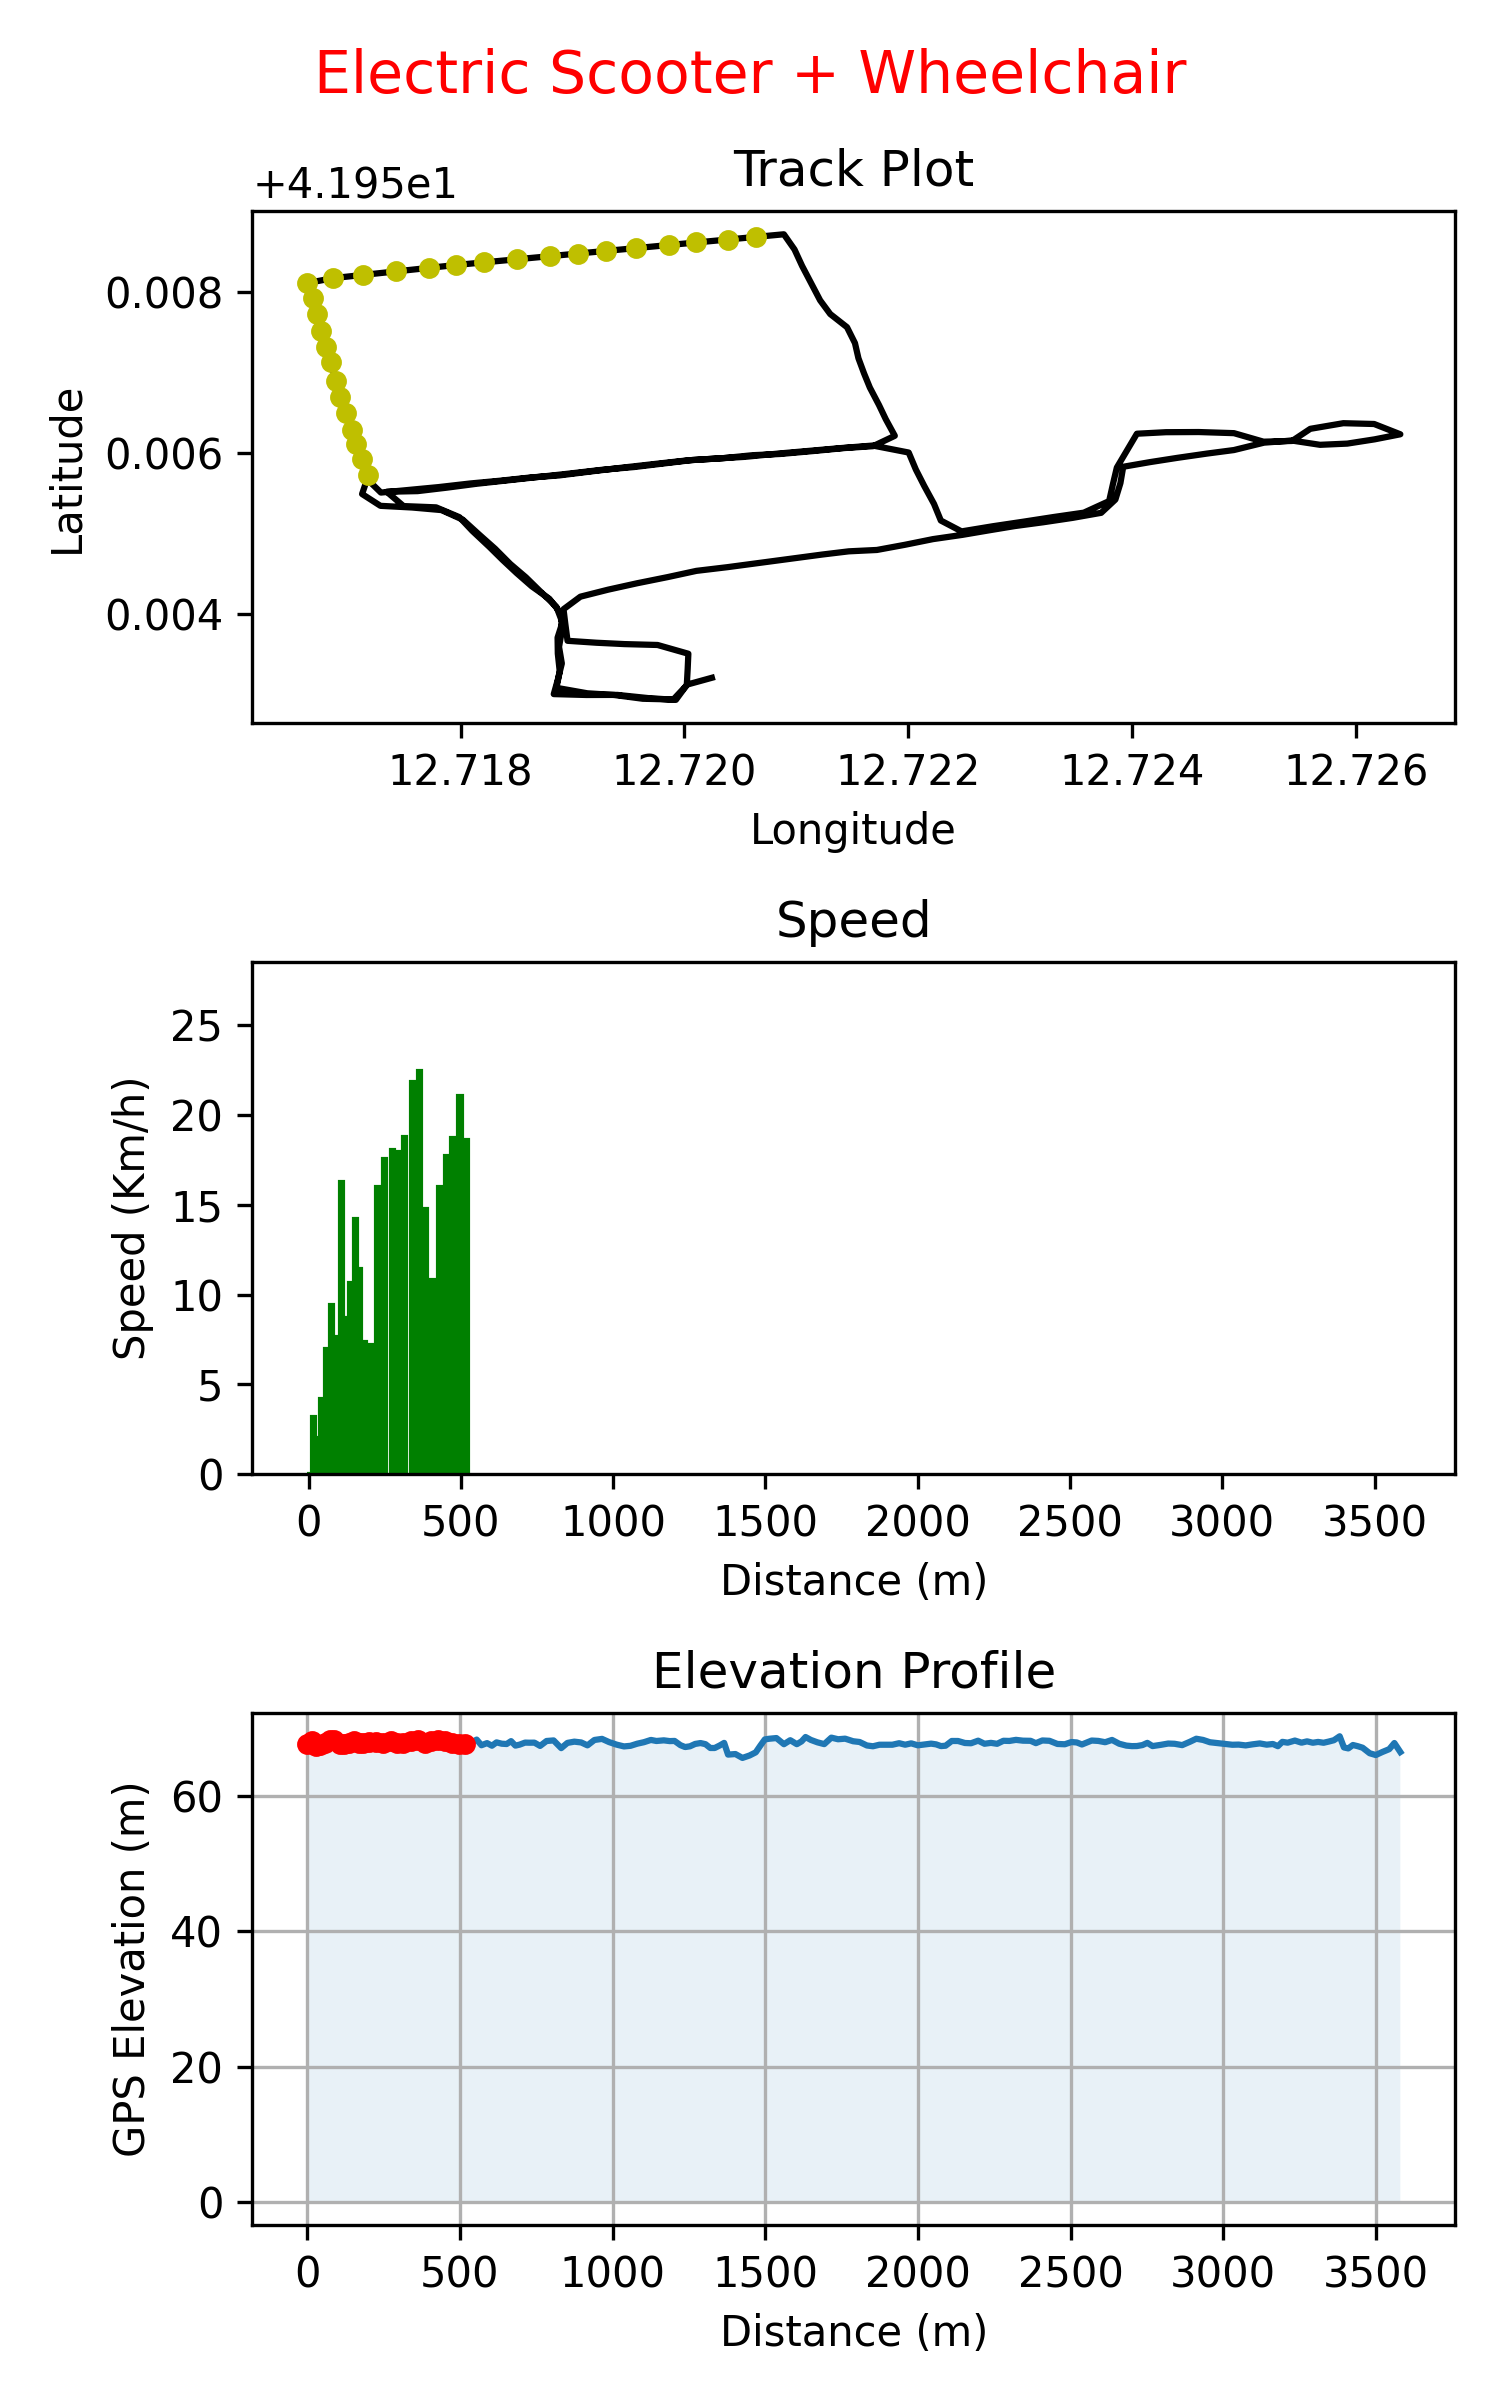 Electric Scooter + Wheelchair
Track Plot
+4.195e1
0.008
0.006
0.004
Latitude
12.718 12.720 12.722 12.724 12.726
Longitude
Speed
25
20
15
10
5
0
Speed (Km/h)
0 500 1000 1500 2000 2500 3000 3500
Distance (m)
Elevation Profile
60
40
20
0
GPS Elevation (m)
0 500 1000 1500 2000 2500 3000 3500
Distance (m)